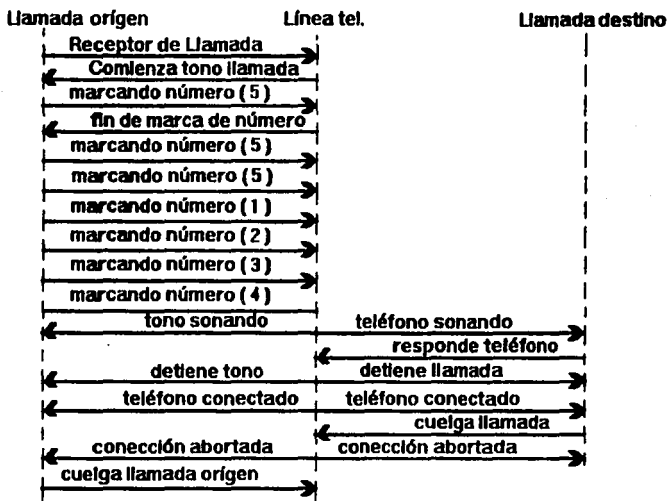 Llamada orígen Línea tel. Llamada destino
Receptor de Llamada
Comienza tono llamada
marcando número ( 5 )
fin de marca de número
marcando número ( 5 )
marcando número ( 5 )
marcando número ( 1 )
marcando número ( 2 )
marcando número ( 3 )
marcando número ( 4 )
tono sonando teléfono sonando
responde teléfono
detiene tono detiene llamada
teléfono conectado teléfono conectado
cuelga llamada
conección abortada conección abortada
cuelga llamada orígen